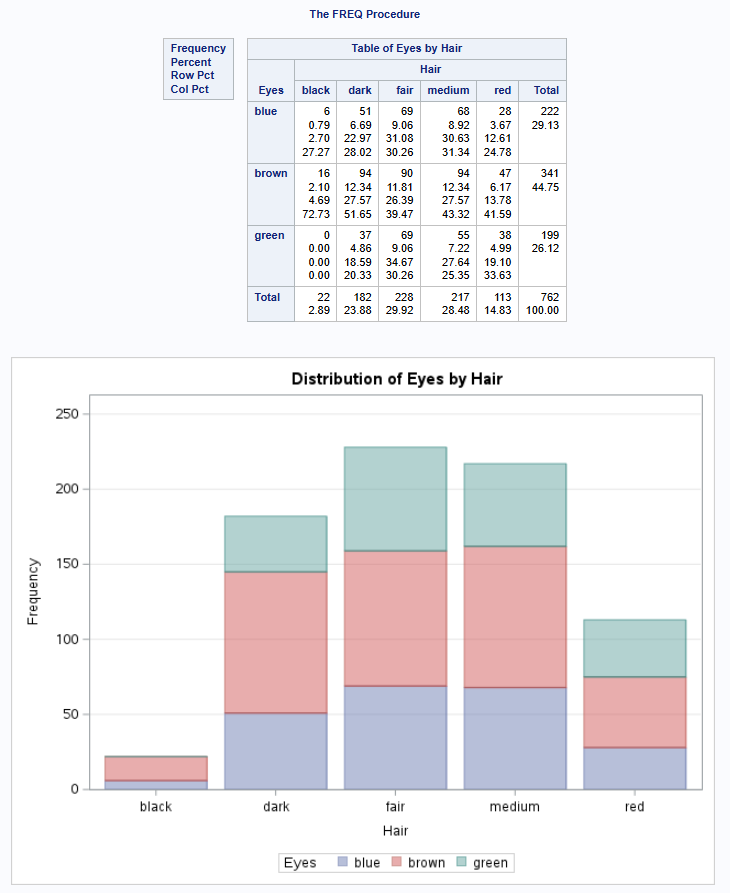 The FREQ Procedure
Frequency
Percent
Row Pct
Col Pct
Table of Eyes by Hair
Hair
Eyes black dark fair medium red Total
blue 6 51 69 68 28 222
0.79 6.69 9.06 8.92 3.67 29.13
2.70 22.97 31.08 30.63 12.61
27.27 28.02 30.26 31.34 24.78
brown 16 94 90 94 47 341
2.10 12.34 11.81 12.34 6.17 44.75
4.69 27.57 26.39 27.57 13.78
72.73 51.65 39.47 43.32 41.59
green 0 37 69 55 38 199
0.00 4.86 9.06 7.22 4.99 26.12
0.00 18.59 34.67 27.64 19.10
0.00 20.33 30.26 25.35 33.63
Total 22 182 228 217 113 762
2.89 23.88 29.92 28.48 14.83 100.00
Distribution of Eyes by Hair
250
200
150
100
50
0
Frequency
black dark fair medium red
Hair
Eyes blue brown green